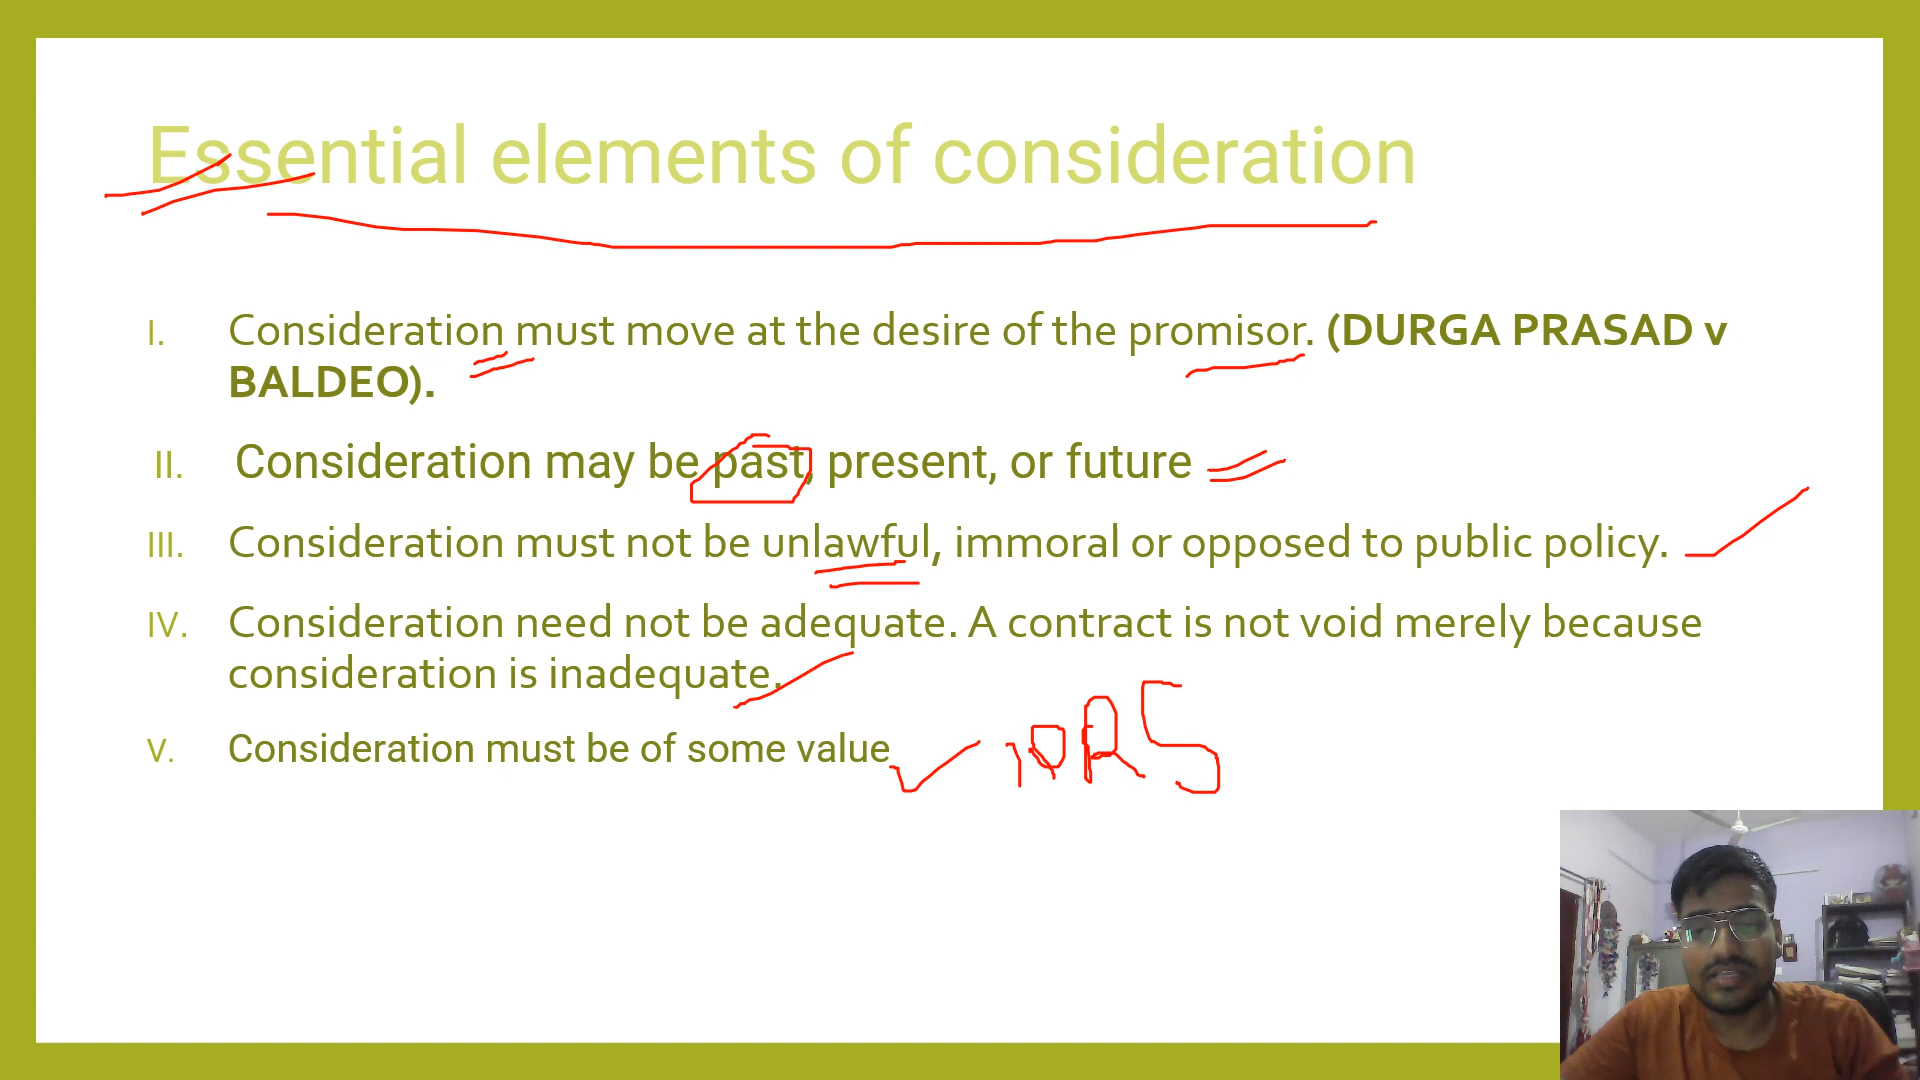 Essential elements of consideration
I. Consideration must move at the desire of the promisor. (DURGA PRASAD v
BALDEO).
II. Consideration may be past, present, or future
III. Consideration must not be unlawful, immoral or opposed to public policy.
IV. Consideration need not be adequate. A contract is not void merely because
consideration is inadequate.
V. Consideration must be of some value
10RS